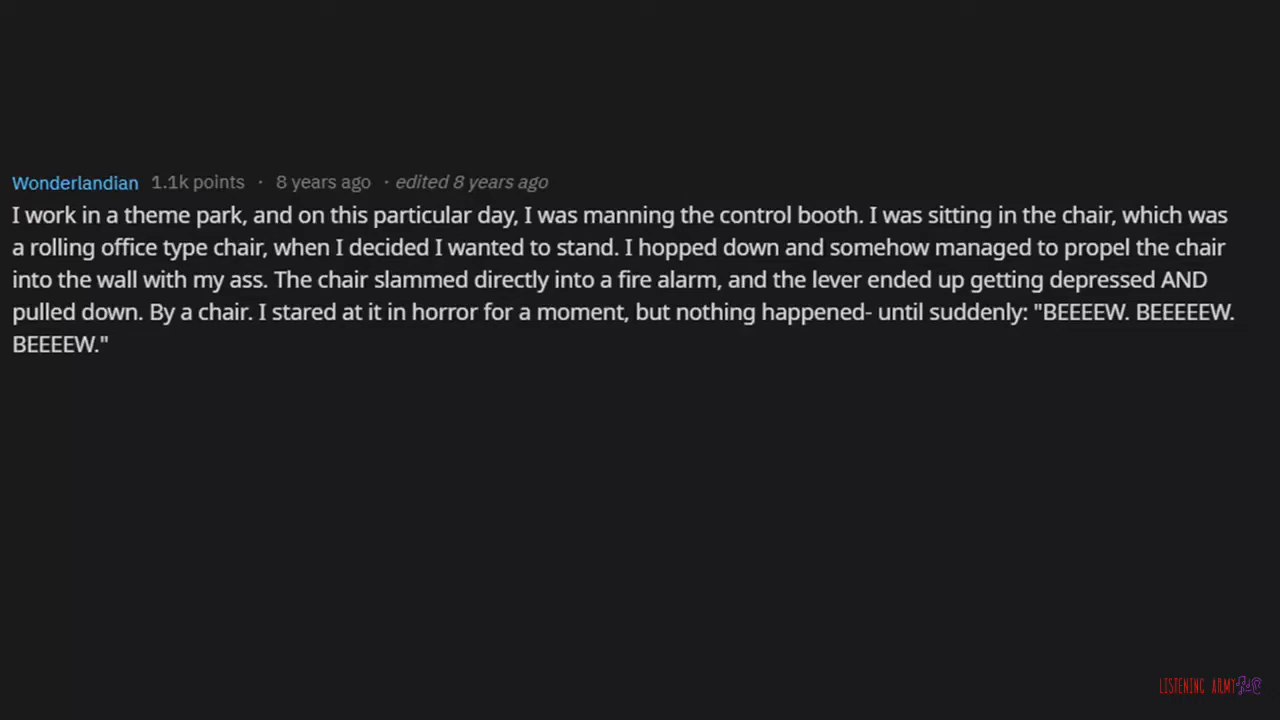 Wonderlandian 1.1k points · 8 years ago · edited 8 years ago
I work in a theme park, and on this particular day, I was manning the control booth. I was sitting in the chair, which was
a rolling office type chair, when I decided I wanted to stand. I hopped down and somehow managed to propel the chair
into the wall with my ass. The chair slammed directly into a fire alarm, and the lever ended up getting depressed AND
pulled down. By a chair. I stared at it in horror for a moment, but nothing happened- until suddenly: "BEEEEW. BEEEEEW.
BEEEEW."
LISTENING ARMY